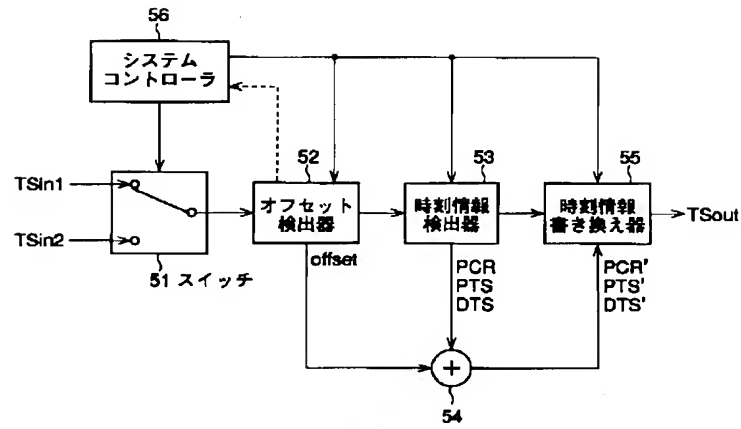 56
システム
コントローラ
52
53
55
TSin1
TSin2
オフセット
検出器
時刻情報
検出器
時刻情報
書き換え器
TSout
51 スイッチ
offset
PCR
PTS
DTS
PCR'
PTS'
DTS'
+
54